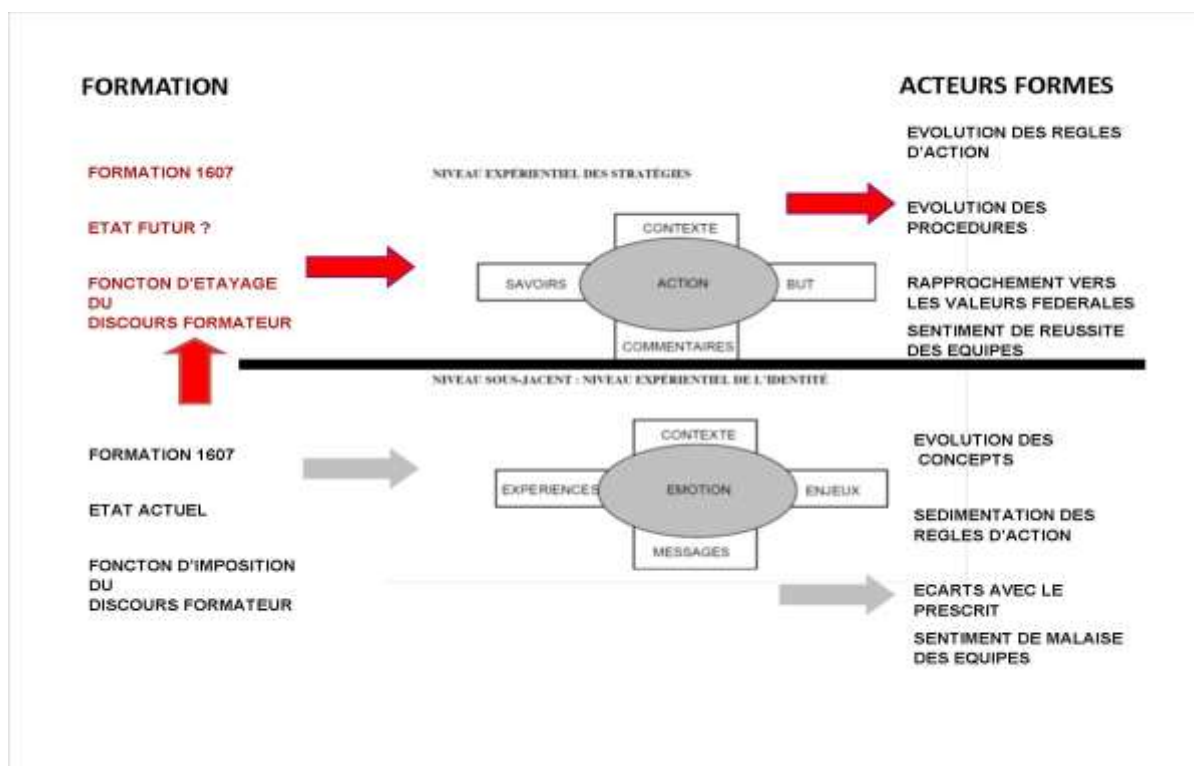 FORMATION
ACTEURS FORMES
FORMATION 1607
ETAT FUTUR ?
FONCTON D'ETAYAGE
DU
DISCOURS FORMATEUR
NIVEAU EXPÉRIENTIEL DES STRATÉGIES
CONTEXTE
SAVOIRS
ACTION
BUT
COMMENTAIRES
EVOLUTION DES REGLES
D'ACTION
EVOLUTION DES
PROCEDURES
RAPPROCHEMENT VERS
LES VALEURS FEDERALES
SENTIMENT DE REUSSITE
DES EQUIPES
NIVEAU SOUS-JACENT : NIVEAU EXPÉRIENTIEL DE L'IDENTITÉ
FORMATION 1607
ETAT ACTUEL
FONCTON D'IMPOSITION
DU
DISCOURS FORMATEUR
CONTEXTE
EXPERIENCES
EMOTION
ENJEUX
MESSAGES
EVOLUTION DES
CONCEPTS
SEDIMENTATION DES
REGLES D'ACTION
ECARTS AVEC LE
PRESCRIT
SENTIMENT DE MALAISE
DES EQUIPES